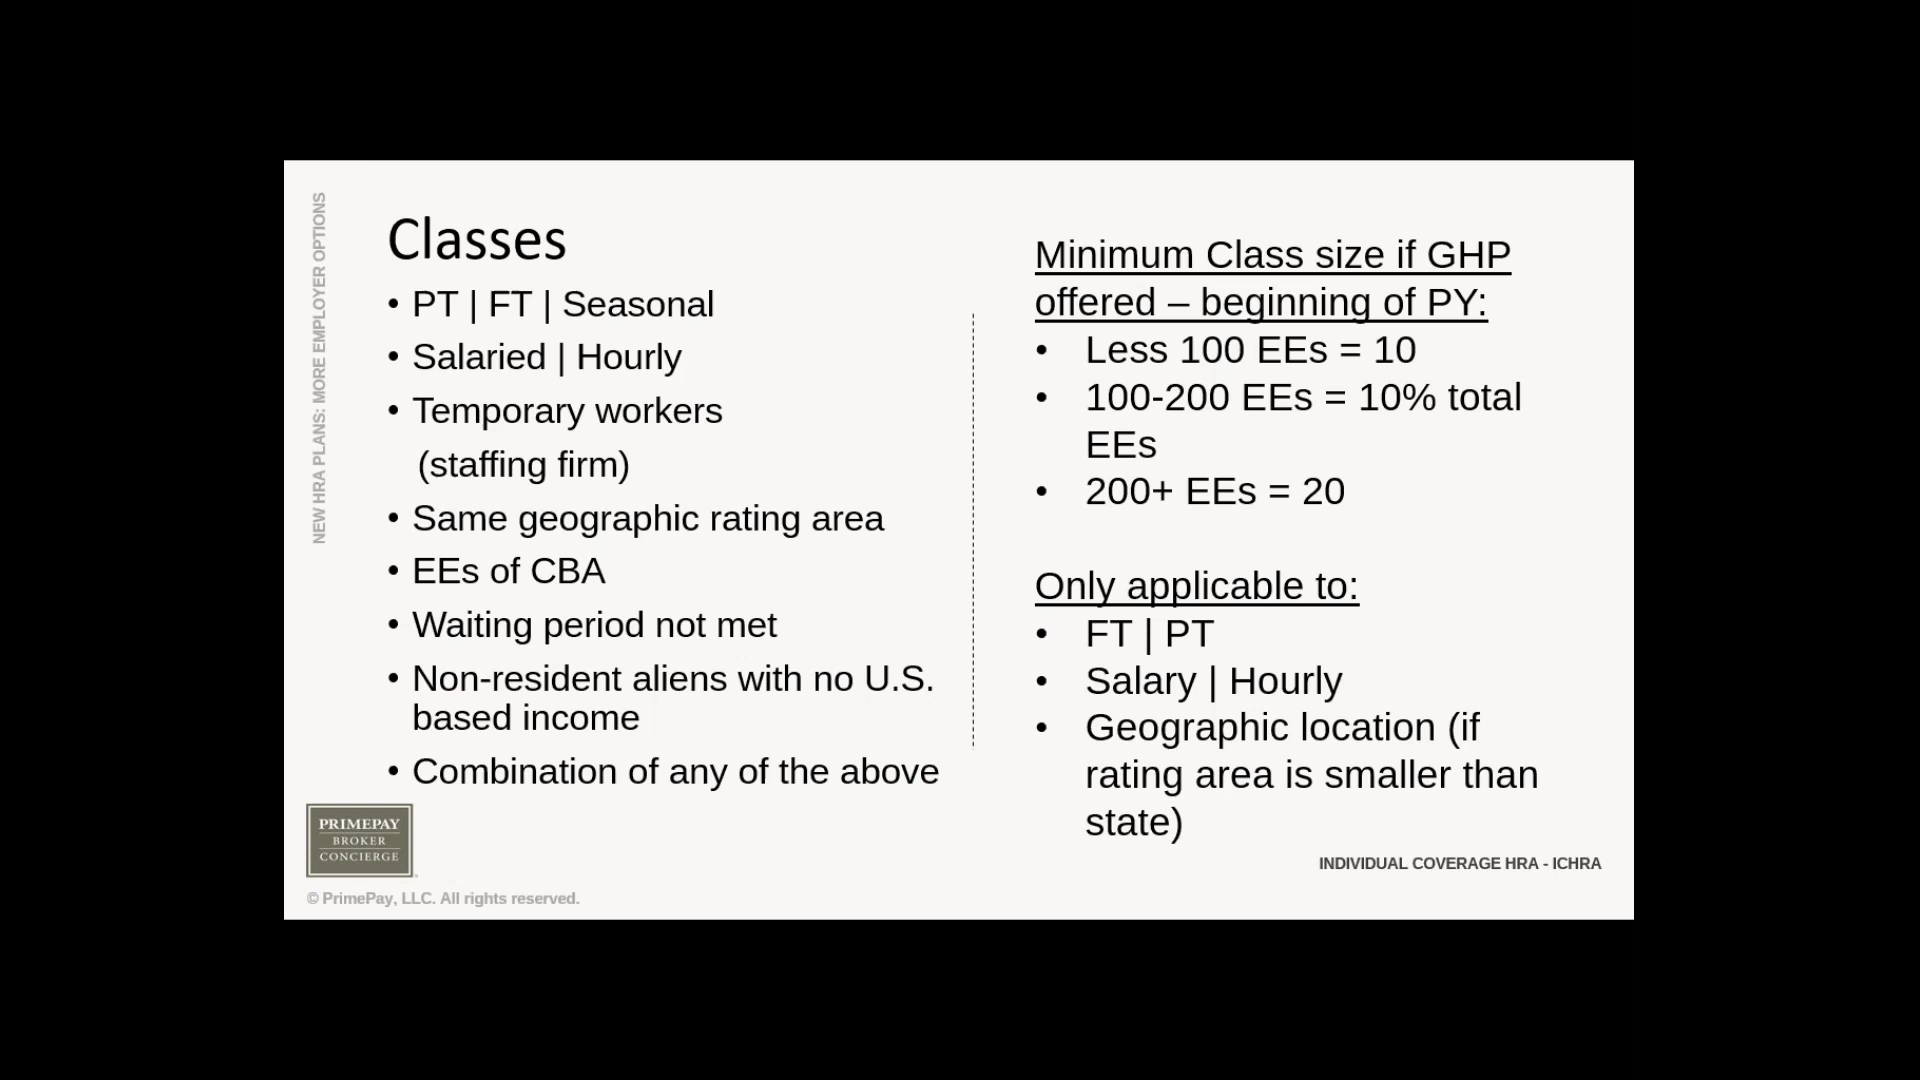 NEW HRA PLANS: MORE EMPLOYER OPTIONS
Classes
• PT | FT | Seasonal
• Salaried | Hourly
• Temporary workers
(staffing firm)
• Same geographic rating area
• EEs of CBA
• Waiting period not met
• Non-resident aliens with no U.S.
based income
• Combination of any of the above
Minimum Class size if GHP
offered – beginning of PY:
• Less 100 EEs = 10
• 100-200 EEs = 10% total
EEs
• 200+ EEs = 20
Only applicable to:
• FT | PT
• Salary | Hourly
• Geographic location (if
rating area is smaller than
state)
PRIMEPAY
BROKER
CONCIERGE
INDIVIDUAL COVERAGE HRA - ICHRA
© PrimePay, LLC. All rights reserved.